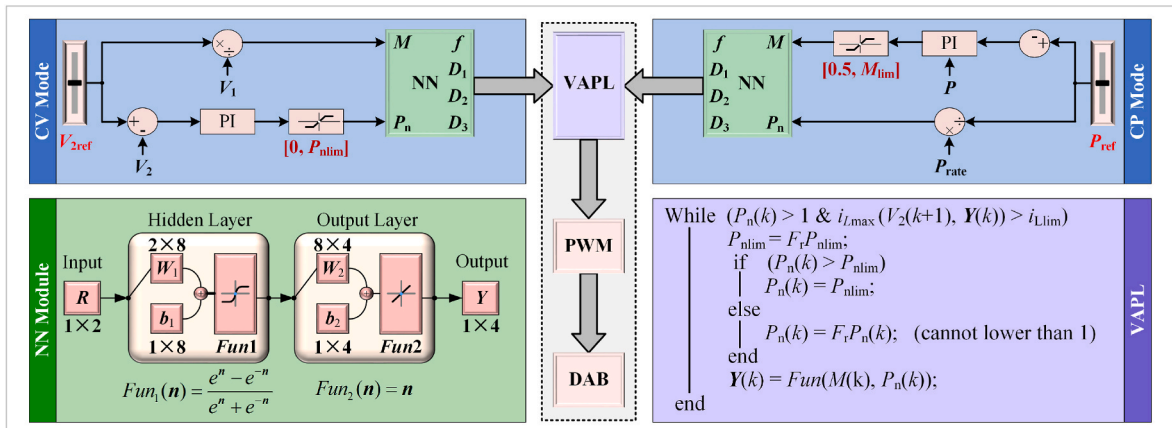 CV Mode
V2ref
×
÷
V1
+
-
V2
PI
[0, Pnlim]
M
Pn
NN
f
D1
D2
D3
VAPL
PWM
DAB
f
D1
D2
D3
NN
M
Pn
[0.5, Mlim]
PI
P
-
+
÷
×
Prate
Pref
CP Mode
NN Module
Input
R
1×2
Hidden Layer
2×8
W1
+
b1
1×8
Fun1
Output Layer
8×4
W2
+
b2
1×4
Fun2
Output
Y
1×4
Fun1(n) = (e^n − e^−n) / (e^n + e^−n)
Fun2(n) = n
While (Pn(k) > 1 & iLmax (V2(k+1), Y(k)) > iLlim)
Pnlim = FrPnlim;
if (Pn(k) > Pnlim)
Pn(k) = Pnlim;
else
Pn(k) = FrPn(k); (cannot lower than 1)
end
Y(k) = Fun(M(k), Pn(k));
end
VAPL